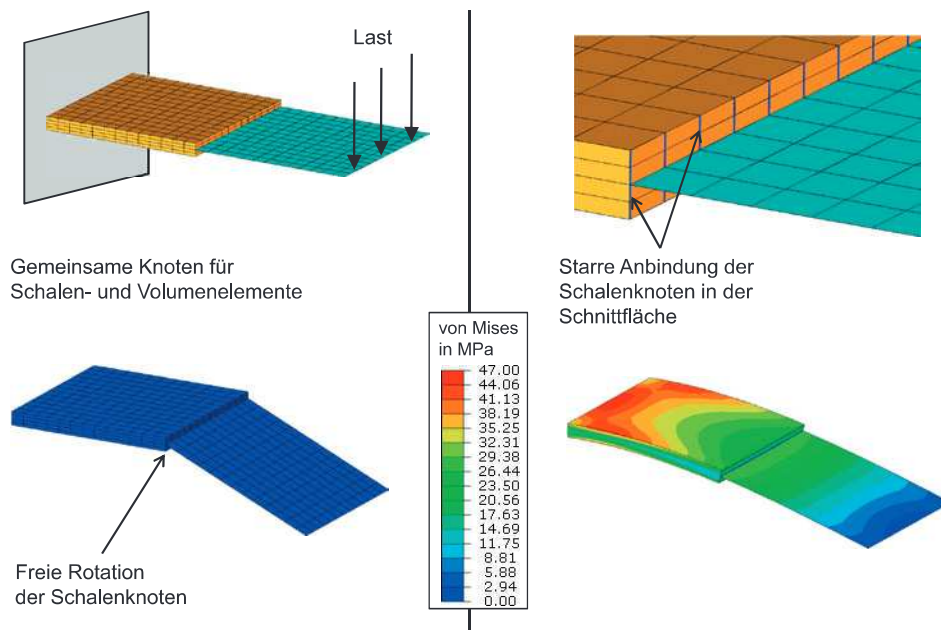 Last
Gemeinsame Knoten für
Schalen- und Volumenelemente
Starre Anbindung der
Schalenknoten in der
Schnittfläche
von Mises
in MPa
47.00
44.06
41.13
38.19
35.25
32.31
29.38
26.44
23.50
20.56
17.63
14.69
11.75
8.81
5.88
2.94
0.00
Freie Rotation
der Schalenknoten